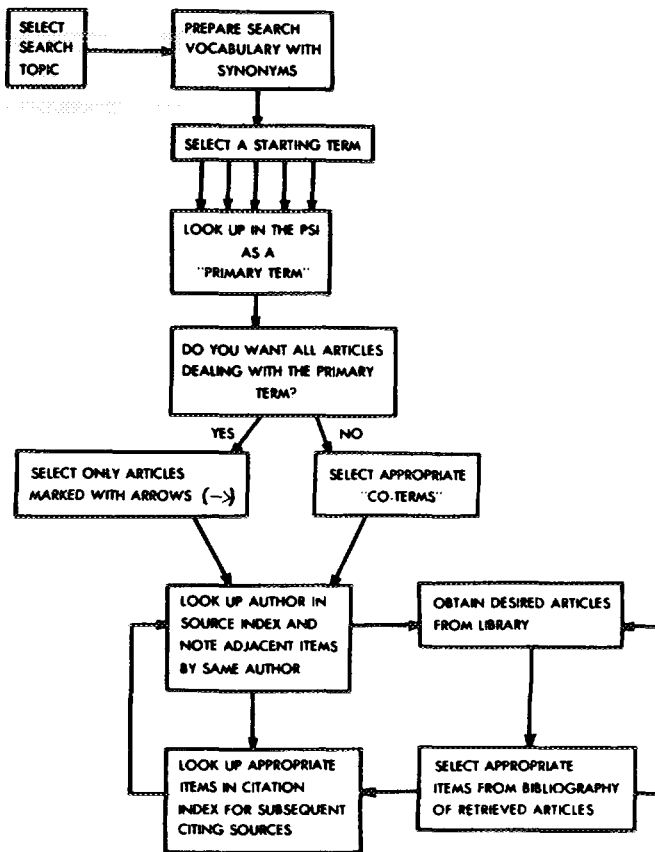 SELECT
SEARCH
TOPIC
PREPARE SEARCH
VOCABULARY WITH
SYNONYMS
SELECT A STARTING TERM
LOOK UP IN THE PSI
AS A
"PRIMARY TERM"
DO YOU WANT ALL ARTICLES
DEALING WITH THE PRIMARY
TERM?
YES
NO
SELECT ONLY ARTICLES
MARKED WITH ARROWS (->)
SELECT APPROPRIATE
"CO-TERMS"
LOOK UP AUTHOR IN
SOURCE INDEX AND
NOTE ADJACENT ITEMS
BY SAME AUTHOR
OBTAIN DESIRED ARTICLES
FROM LIBRARY
LOOK UP APPROPRIATE
ITEMS IN CITATION
INDEX FOR SUBSEQUENT
CITING SOURCES
SELECT APPROPRIATE
ITEMS FROM BIBLIOGRAPHY
OF RETRIEVED ARTICLES